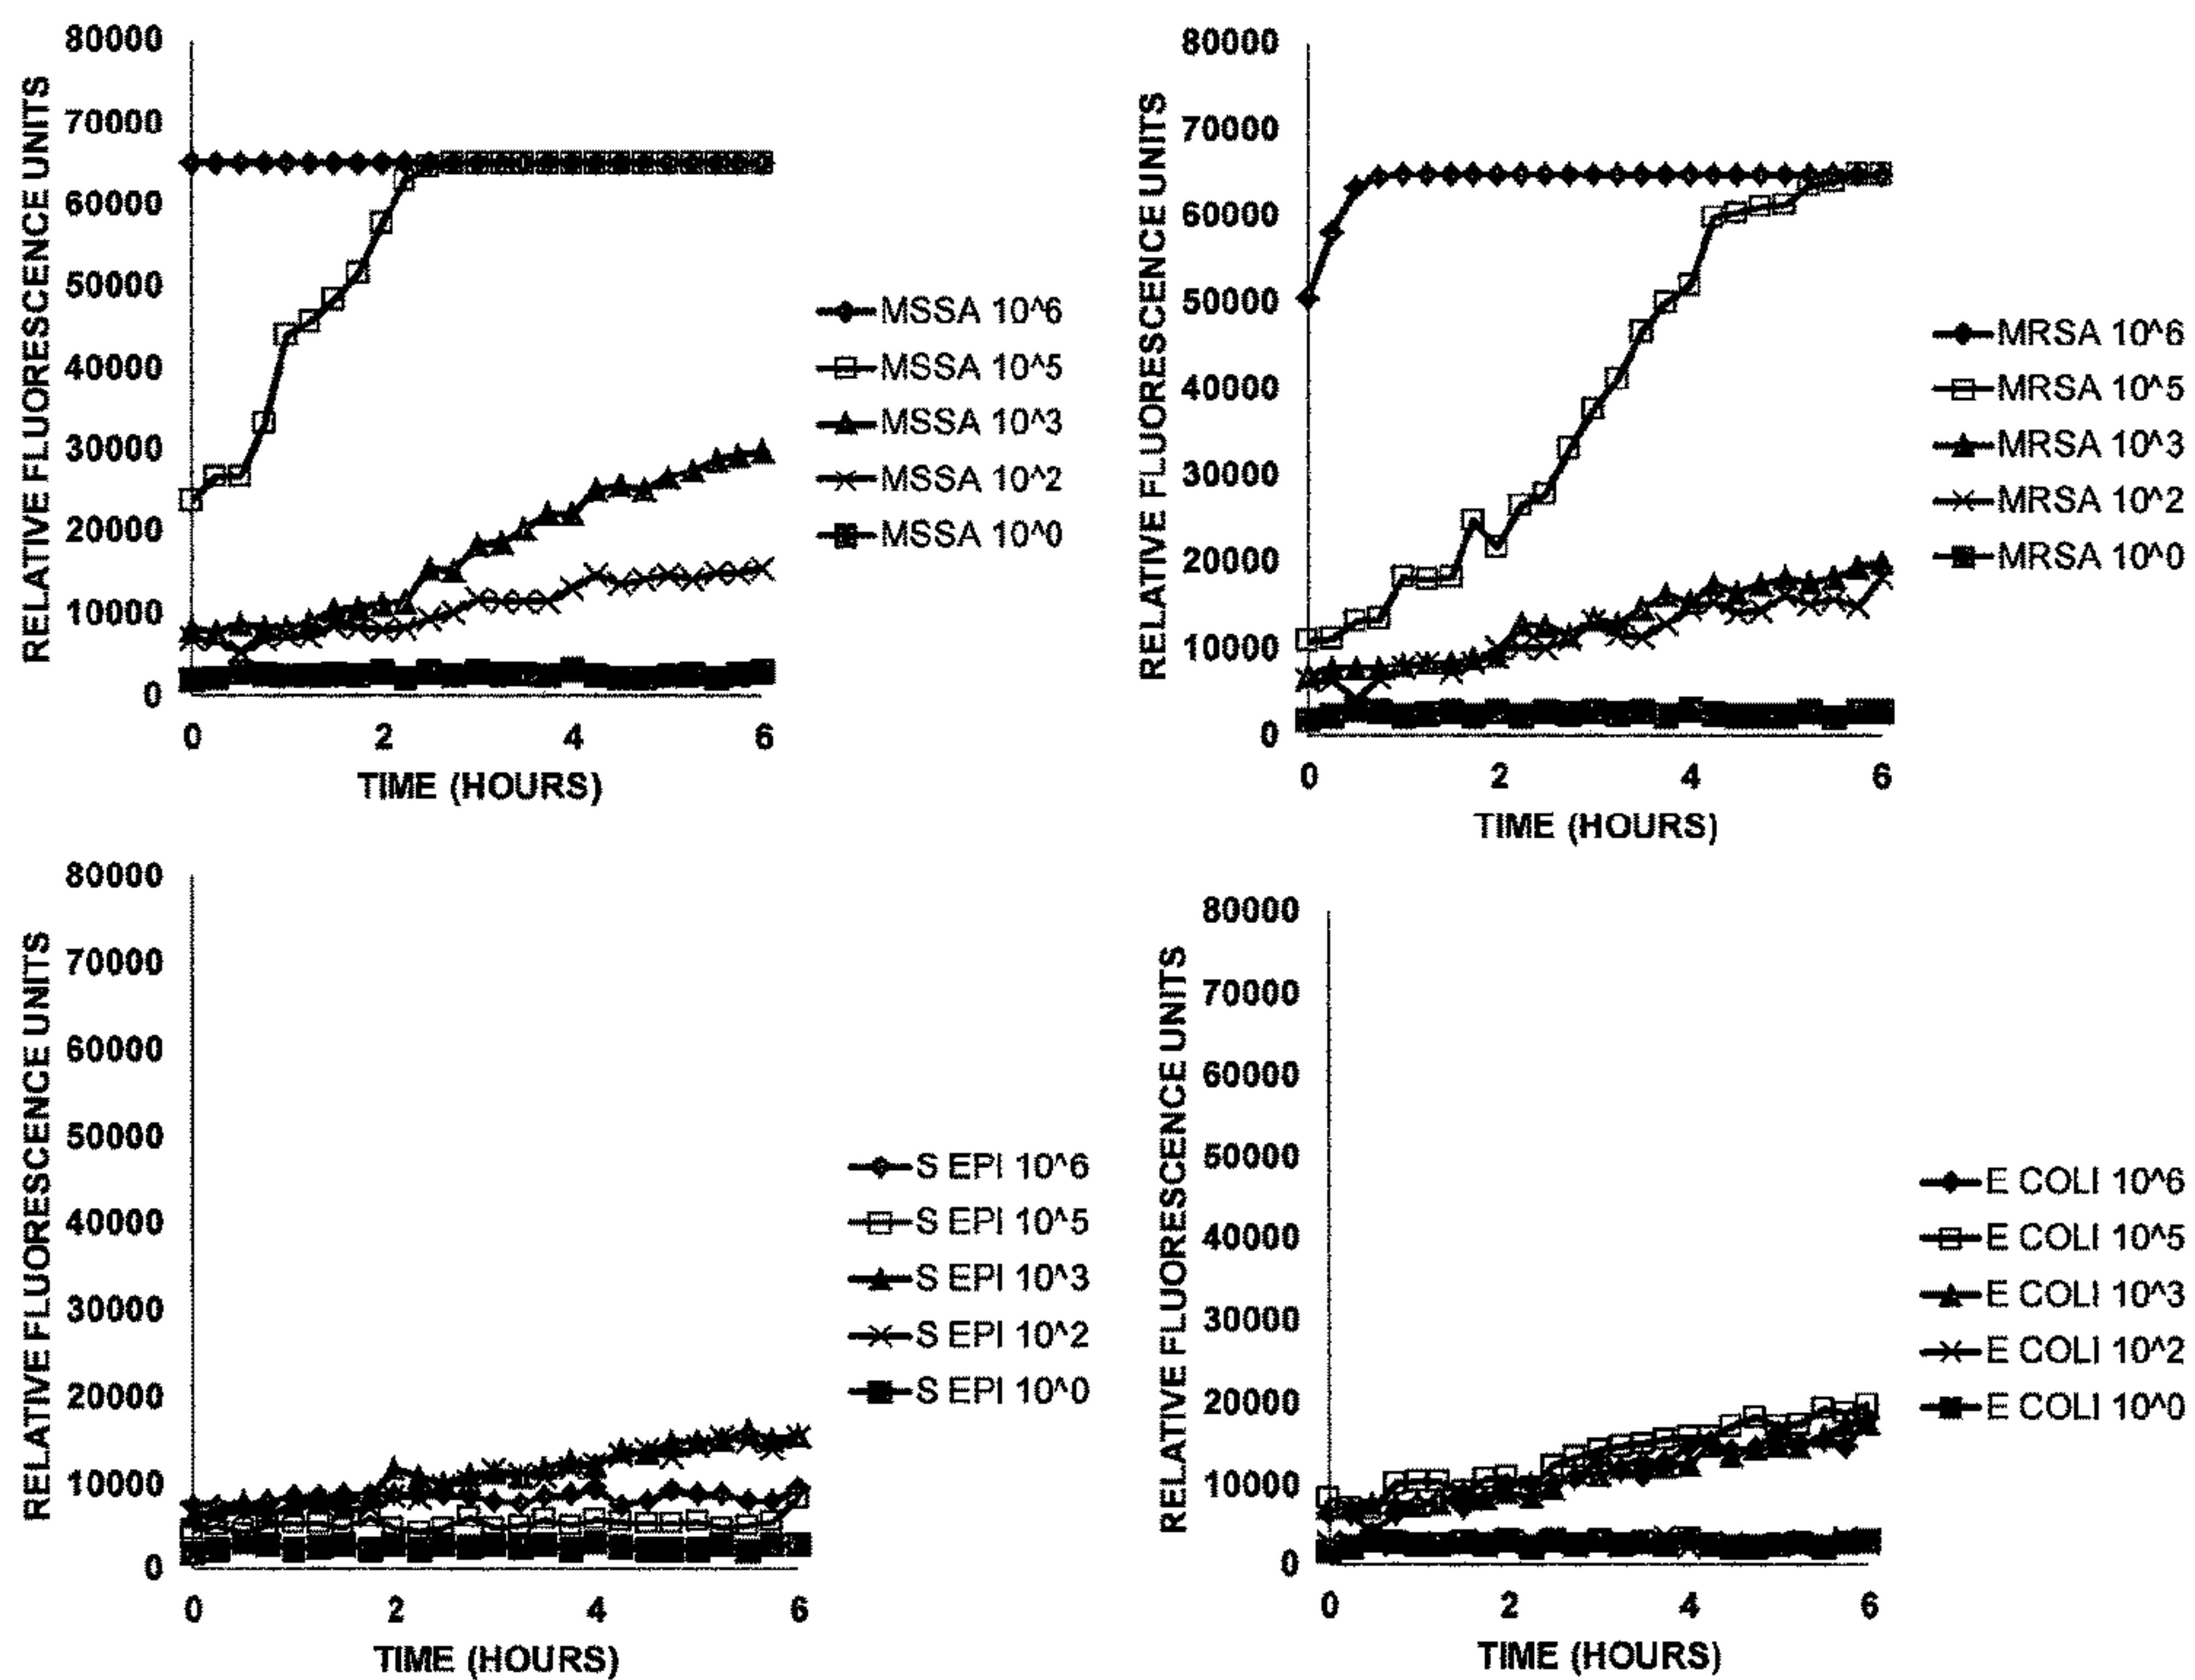 RELATIVE FLUORESCENCE UNITS
80000
70000
60000
50000
40000
30000
20000
10000
0
0 2 4 6
TIME (HOURS)
MSSA 10^6
MSSA 10^5
MSSA 10^3
MSSA 10^2
MSSA 10^0
RELATIVE FLUORESCENCE UNITS
80000
70000
60000
50000
40000
30000
20000
10000
0
0 2 4 6
TIME (HOURS)
MRSA 10^6
MRSA 10^5
MRSA 10^3
MRSA 10^2
MRSA 10^0
RELATIVE FLUORESCENCE UNITS
80000
70000
60000
50000
40000
30000
20000
10000
0
0 2 4 6
TIME (HOURS)
S EPI 10^6
S EPI 10^5
S EPI 10^3
S EPI 10^2
S EPI 10^0
RELATIVE FLUORESCENCE UNITS
80000
70000
60000
50000
40000
30000
20000
10000
0
0 2 4 6
TIME (HOURS)
E COLI 10^6
E COLI 10^5
E COLI 10^3
E COLI 10^2
E COLI 10^0